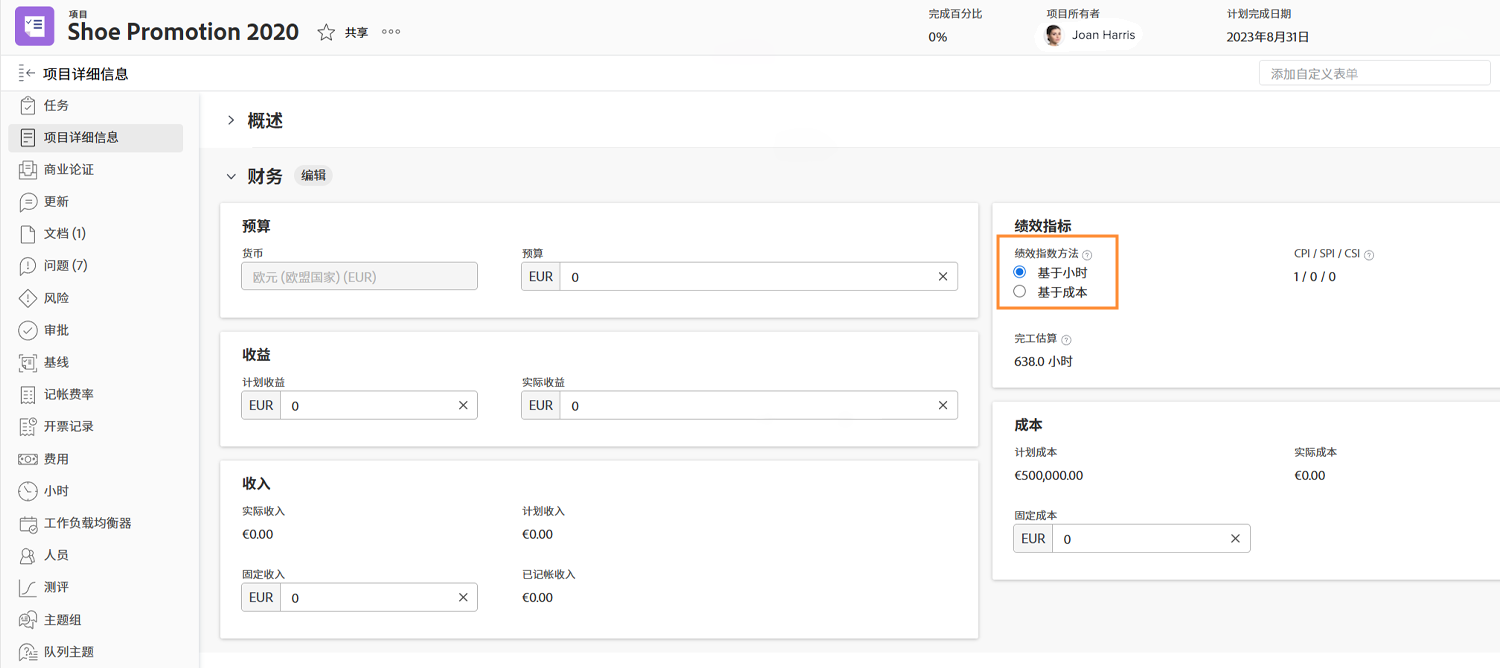 项目
Shoe Promotion 2020 共享
完成百分比
0%
项目所有者
Joan Harris
计划完成日期
2023年8月31日
项目详细信息
添加自定义表单
任务
项目详细信息
商业论证
更新
文档 (1)
问题 (7)
风险
审批
基线
记帐费率
开票记录
费用
小时
工作负载均衡器
人员
测评
主题组
队列主题
概述
财务 编辑
预算
货币
欧元 (欧盟国家) (EUR)
预算
EUR 0
收益
计划收益
EUR 0
实际收益
EUR 0
收入
实际收入
€0.00
计划收入
€0.00
固定收入
EUR 0
已记帐收入
€0.00
绩效指标
绩效指数方法
基于小时
基于成本
CPI / SPI / CSI
1 / 0 / 0
完工估算
638.0 小时
成本
计划成本
€500,000.00
实际成本
€0.00
固定成本
EUR 0